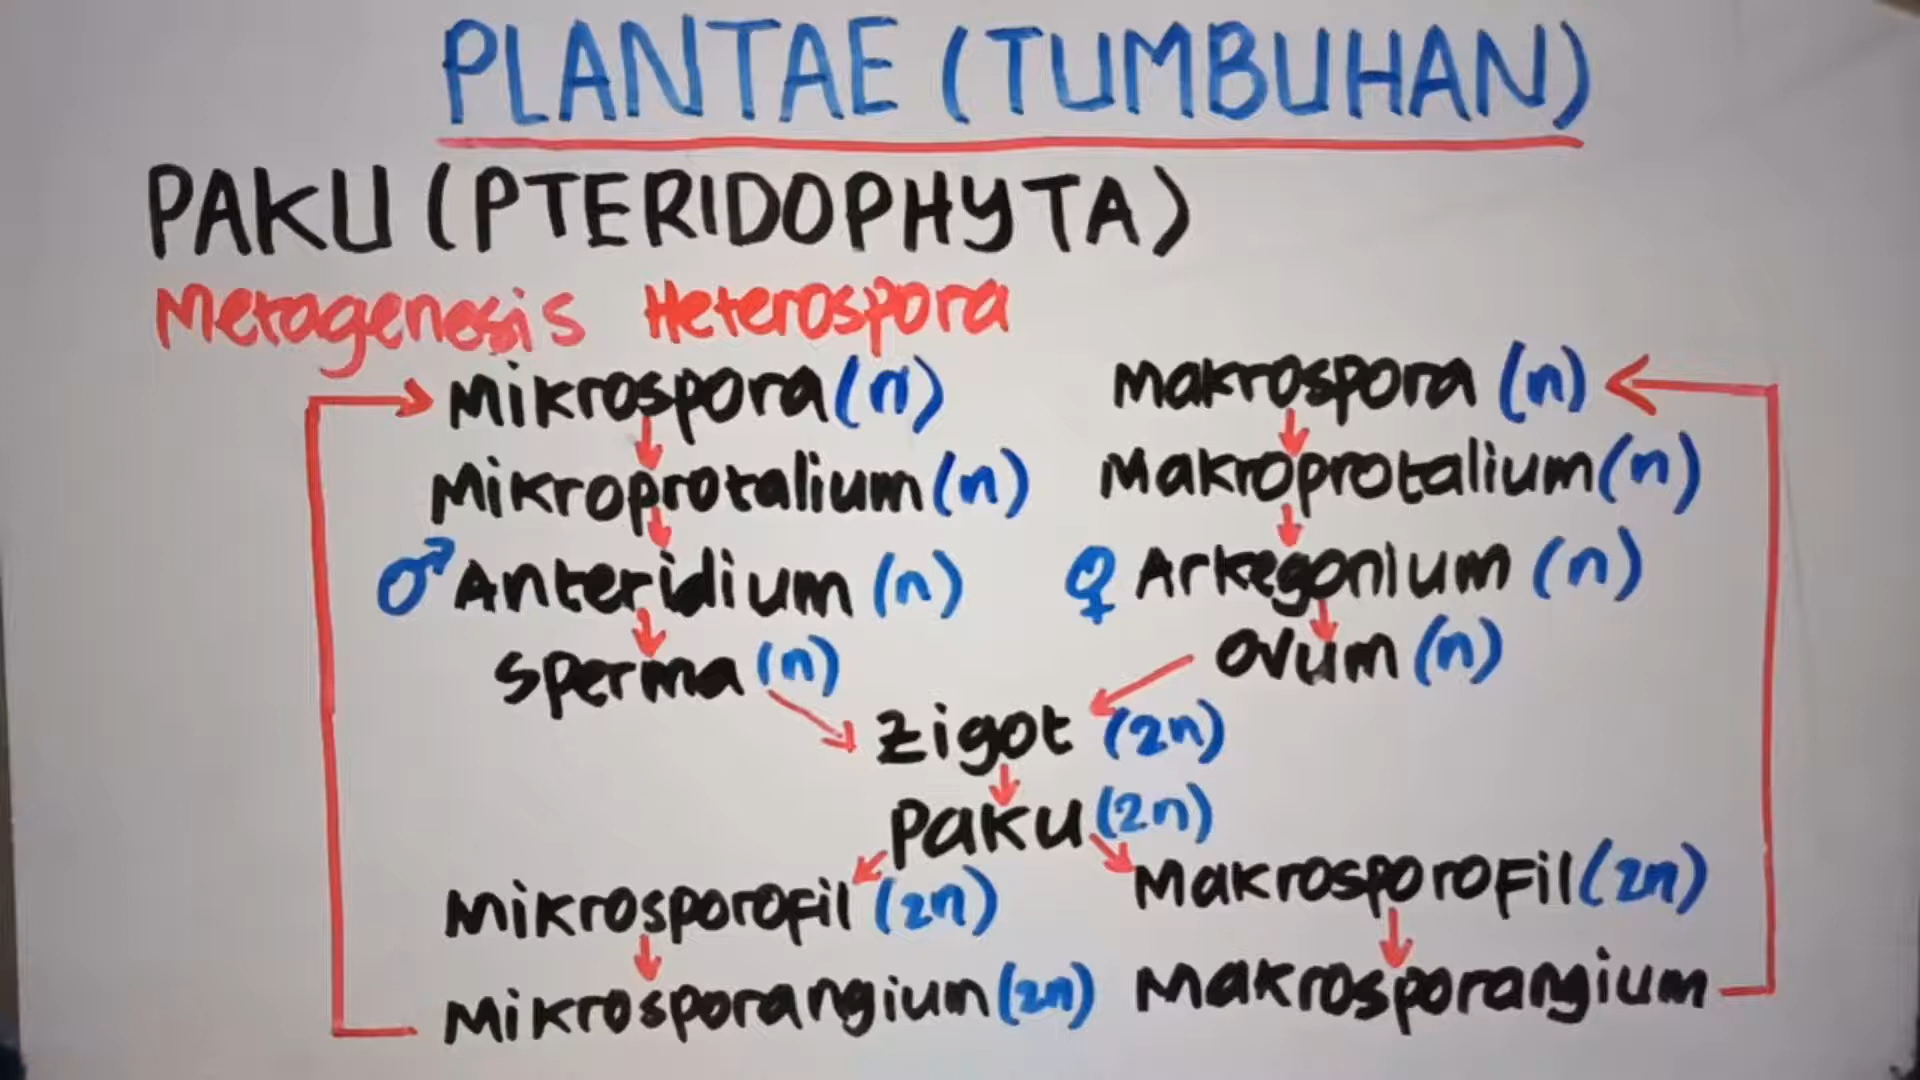 PLANTAE (TUMBUHAN)
PAKU (PTERIDOPHYTA)
Metagenesis Heterospora
Mikrospora (n) Makrospora (n)
Mikroprotalium (n) Makroprotalium (n)
♂ Anteridium (n) ♀ Arkegonium (n)
Sperma (n) Ovum (n)
Zigot (2n)
Paku (2n)
Mikrosporofil (2n) Makrosporofil (2n)
Mikrosporangium (2n) Makrosporangium